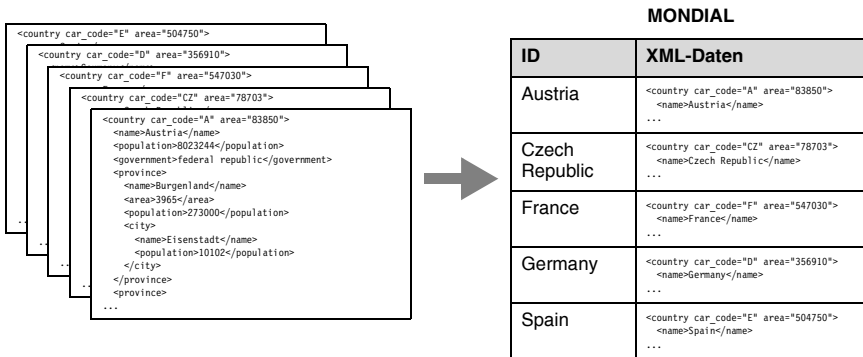 <country car_code="E" area="504750">
<country car_code="D" area="356910">
<country car_code="F" area="547030">
<country car_code="CZ" area="78703">
<country car_code="A" area="83850">
<name>Austria</name>
<population>8023244</population>
<government>federal republic</government>
<province>
<name>Burgenland</name>
<area>3965</area>
<population>273000</population>
<city>
<name>Eisenstadt</name>
<population>10102</population>
</city>
</province>
<province>
...
MONDIAL
ID XML-Daten
Austria
<country car_code="A" area="83850">
<name>Austria</name>
...
Czech
Republic
<country car_code="CZ" area="78703">
<name>Czech Republic</name>
...
France
<country car_code="F" area="547030">
<name>France</name>
...
Germany
<country car_code="D" area="356910">
<name>Germany</name>
...
Spain
<country car_code="E" area="504750">
<name>Spain</name>
...